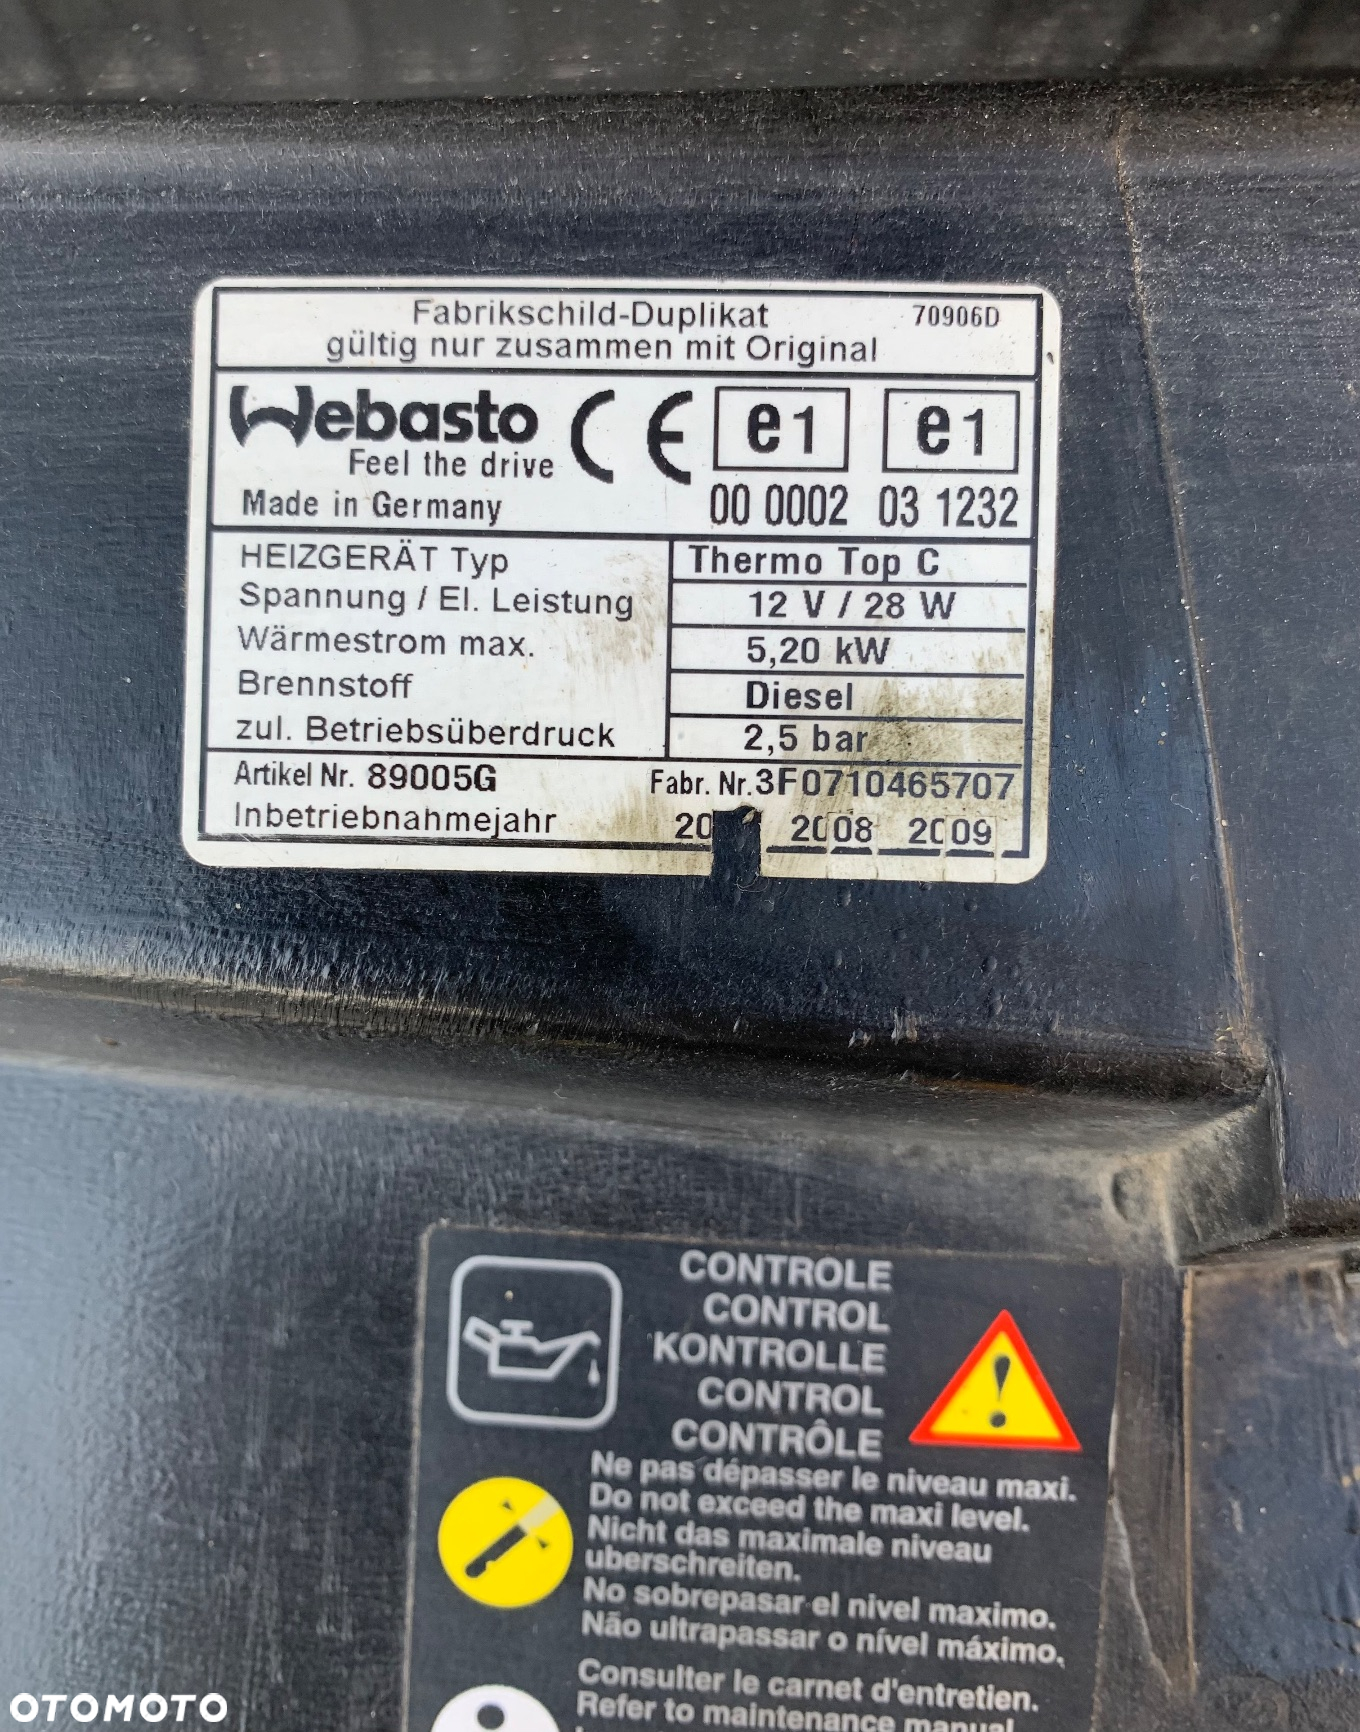 Fabrikschild-Duplikat 70906D
gültig nur zusammen mit Original
Webasto CE e1 e1
Feel the drive
Made in Germany 00 0002 03 1232
HEIZGERÄT Typ Thermo Top C
Spannung / El. Leistung 12 V / 28 W
Wärmestrom max. 5,20 kW
Brennstoff Diesel
zul. Betriebsüberdruck 2,5 bar
Artikel Nr. 89005G Fabr. Nr. 3F0710465707
Inbetriebnahmejahr 20 2008 2009
CONTROLE
CONTROL
KONTROLLE
CONTROL
CONTRÔLE
Ne pas dépasser le niveau maxi.
Do not exceed the maxi level.
Nicht das maximale niveau
uberschreiten.
No sobrepasar el nivel maximo.
Não ultrapassar o nível máximo.
Consulter le carnet d'entretien.
Refer to maintenance manual
OTOMOTO